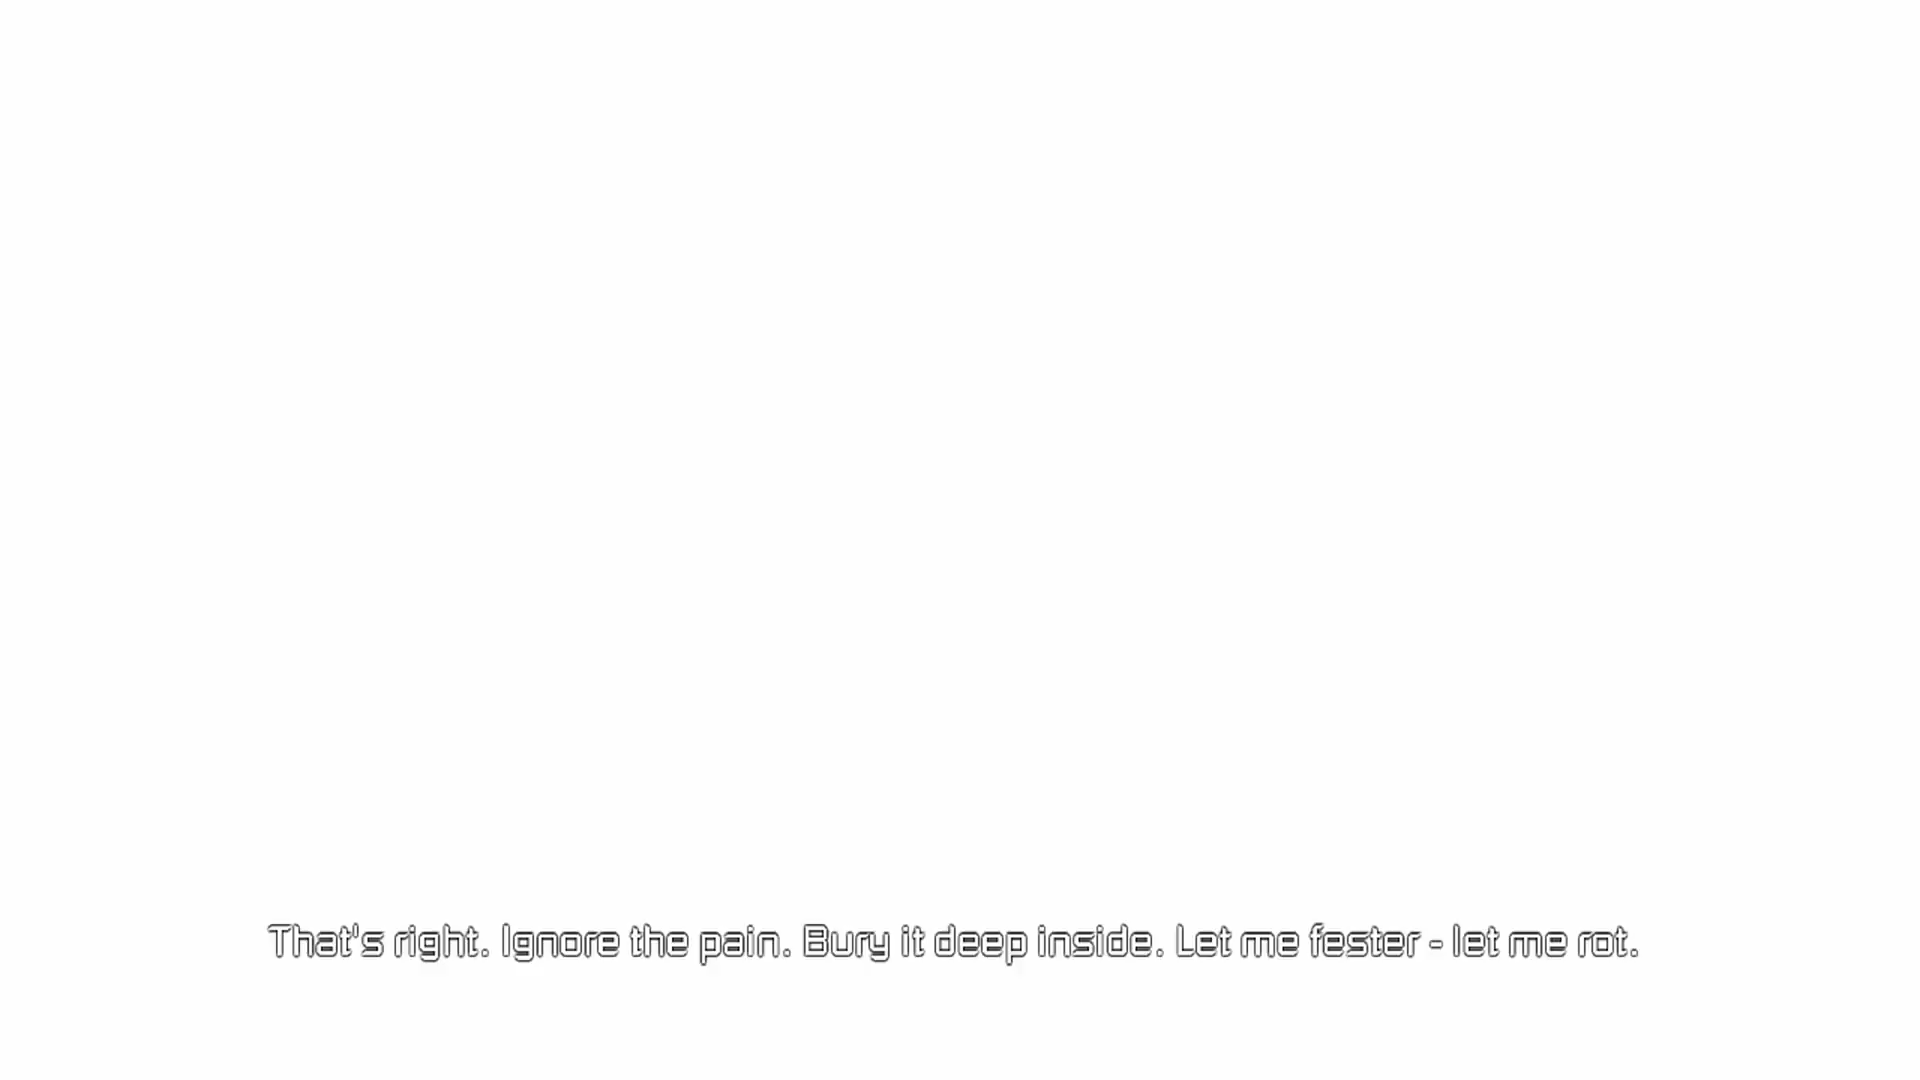 That's right. Ignore the pain. Bury it deep inside. Let me fester - let me rot.